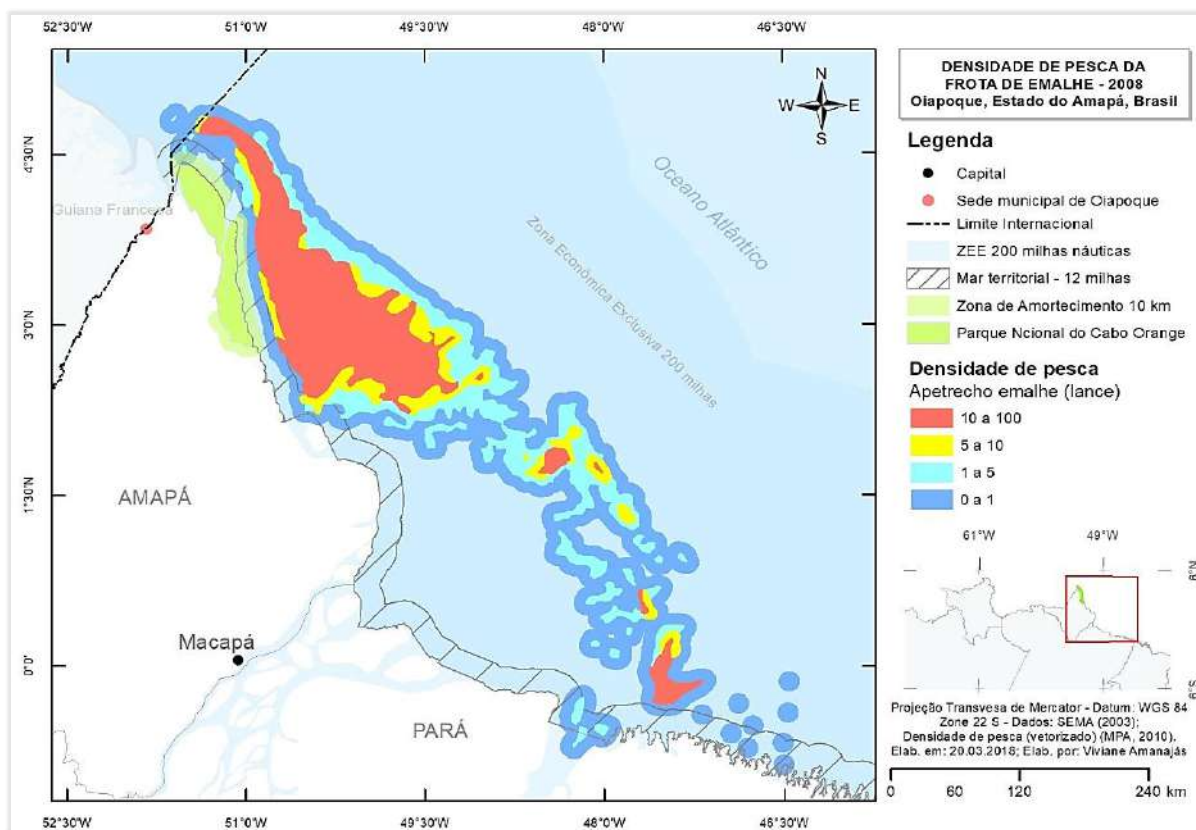 52°30'W 51°0'W 49°30'W 48°0'W 46°30'W
4°30'N
3°0'N
1°30'N
0°0'
N
W E
S
Guiana Francesa
Oceano Atlântico
Zona Econômica Exclusiva 200 milhas
AMAPÁ
Macapá
PARÁ
52°30'W 51°0'W 49°30'W 48°0'W 46°30'W
DENSIDADE DE PESCA DA
FROTA DE EMALHE - 2008
Oiapoque, Estado do Amapá, Brasil
Legenda
Capital
Sede municipal de Oiapoque
Limite Internacional
ZEE 200 milhas náuticas
Mar territorial - 12 milhas
Zona de Amortecimento 10 km
Parque Ncional do Cabo Orange
Densidade de pesca
Apetrecho emalhe (lance)
10 a 100
5 a 10
1 a 5
0 a 1
61°W 49°W
6°N
6°S
Projeção Transvesa de Mercator - Datum: WGS 84
Zone 22 S - Dados: SEMA (2003);
Densidade de pesca (vetorizado) (MPA, 2010).
Elab. em: 20.03.2018; Elab. por: Viviane Amanajás
0 60 120 240 km